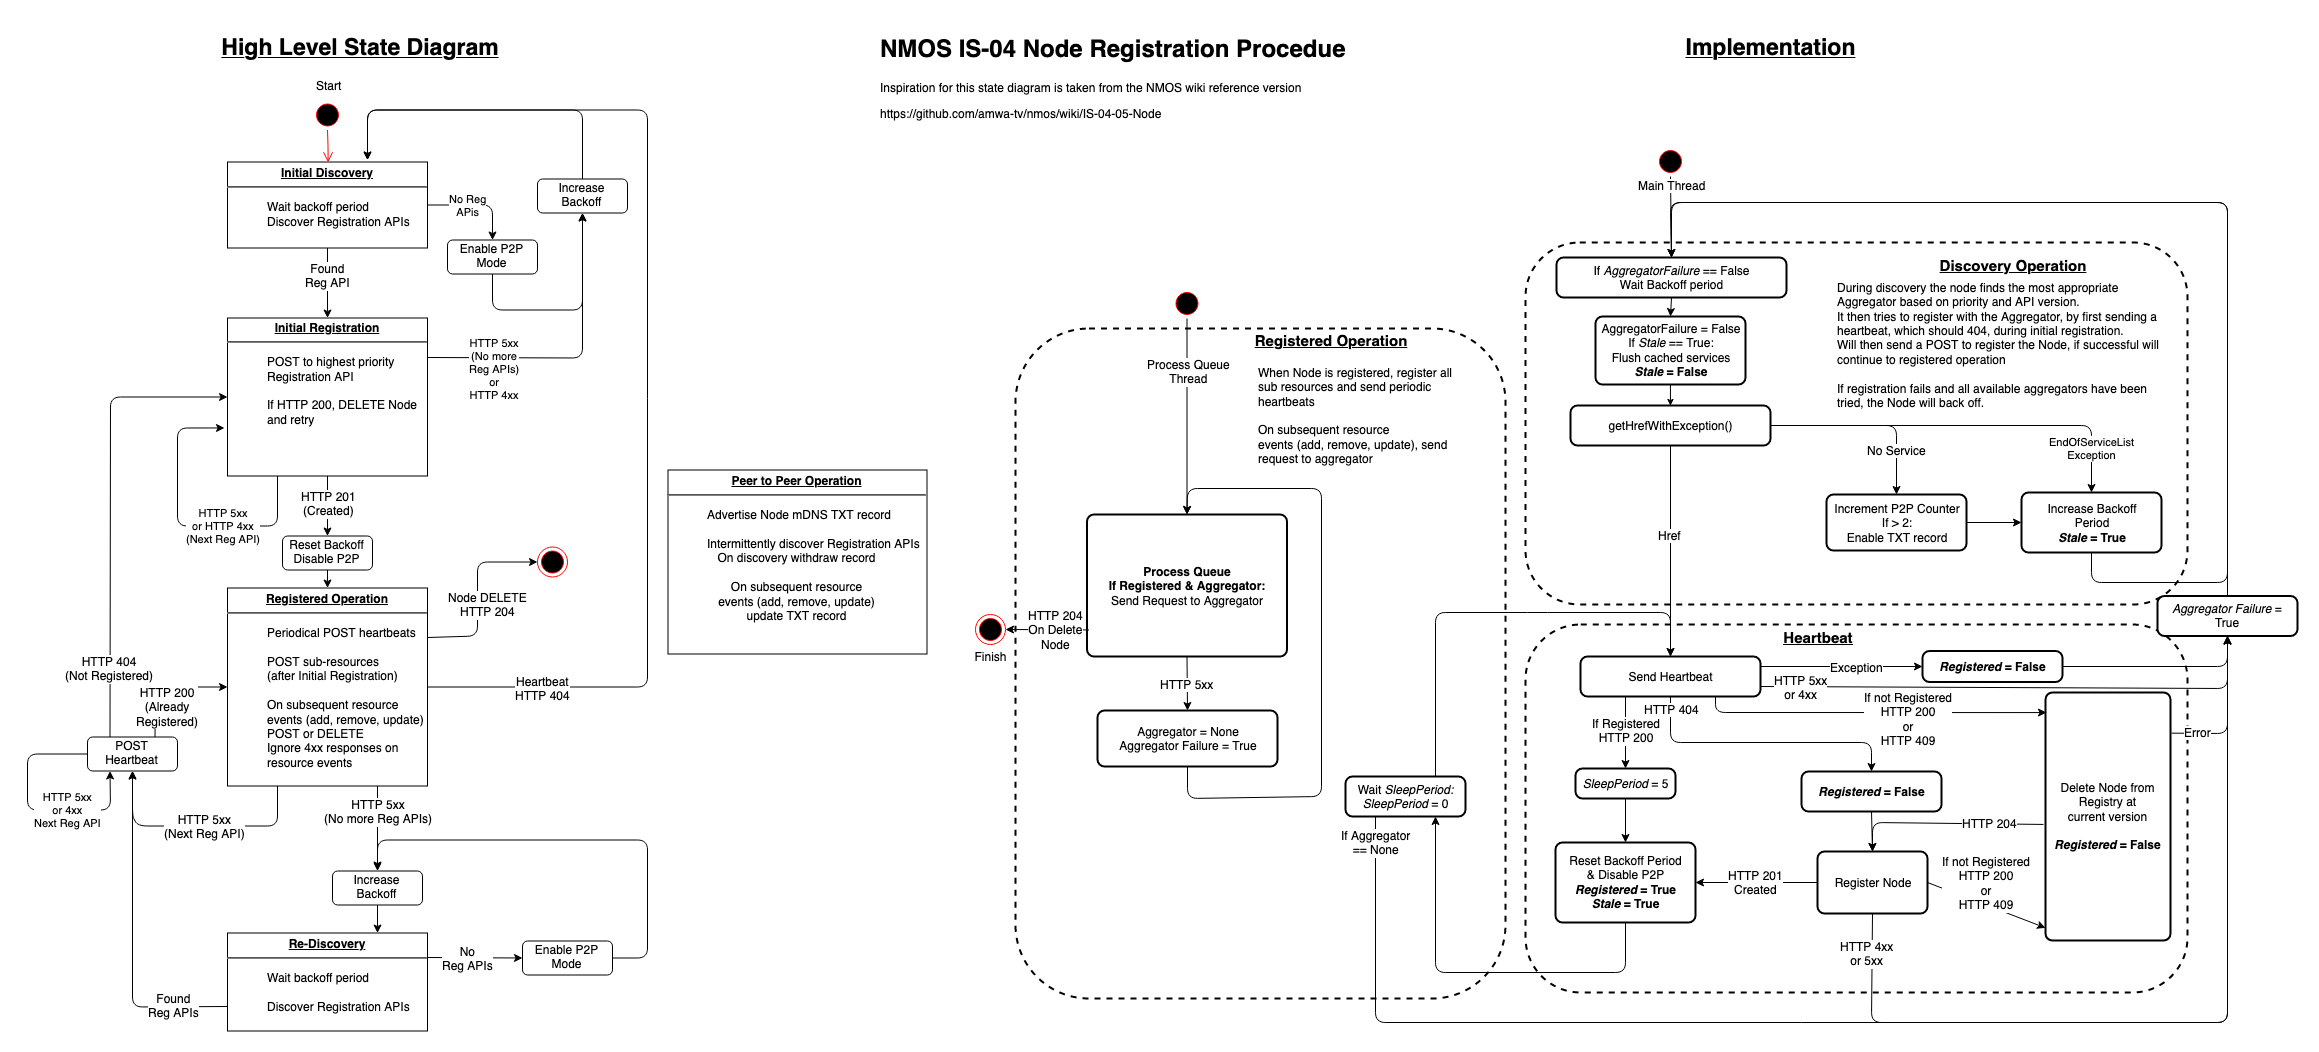 High Level State Diagram
Start
Initial Discovery
Wait backoff period
Discover Registration APIs
No Reg
APIs
Increase
Backoff
Enable P2P
Mode
Found
Reg API
Initial Registration
POST to highest priority
Registration API
If HTTP 200, DELETE Node
and retry
HTTP 5xx
(No more
Reg APIs)
or
HTTP 4xx
HTTP 5xx
or HTTP 4xx
(Next Reg API)
HTTP 201
(Created)
Reset Backoff
Disable P2P
Registered Operation
Periodical POST heartbeats
POST sub-resources
(after Initial Registration)
On subsequent resource
events (add, remove, update)
POST or DELETE
Ignore 4xx responses on
resource events
Node DELETE
HTTP 204
Heartbeat
HTTP 404
HTTP 404
(Not Registered)
HTTP 200
(Already
Registered)
POST
Heartbeat
HTTP 5xx
or 4xx
Next Reg API
HTTP 5xx
(Next Reg API)
HTTP 5xx
(No more Reg APIs)
Increase
Backoff
Re-Discovery
Wait backoff period
Discover Registration APIs
No
Reg APIs
Enable P2P
Mode
Found
Reg APIs
Peer to Peer Operation
Advertise Node mDNS TXT record
Intermittently discover Registration APIs
On discovery withdraw record
On subsequent resource
events (add, remove, update)
update TXT record
NMOS IS-04 Node Registration Procedue
Inspiration for this state diagram is taken from the NMOS wiki reference version
https://github.com/amwa-tv/nmos/wiki/IS-04-05-Node
Registered Operation
When Node is registered, register all
sub resources and send periodic
heartbeats
On subsequent resource
events (add, remove, update), send
request to aggregator
Process Queue
Thread
Process Queue
If Registered & Aggregator:
Send Request to Aggregator
HTTP 204
On Delete
Node
Finish
HTTP 5xx
Aggregator = None
Aggregator Failure = True
Implementation
Main Thread
If AggregatorFailure == False
Wait Backoff period
AggregatorFailure = False
If Stale == True:
Flush cached services
Stale = False
getHrefWithException()
Discovery Operation
During discovery the node finds the most appropriate
Aggregator based on priority and API version.
It then tries to register with the Aggregator, by first sending a
heartbeat, which should 404, during initial registration.
Will then send a POST to register the Node, if successful will
continue to registered operation
If registration fails and all available aggregators have been
tried, the Node will back off.
No Service
EndOfServiceList
Exception
Increment P2P Counter
If > 2:
Enable TXT record
Increase Backoff
Period
Stale = True
Href
Aggregator Failure =
True
Heartbeat
Send Heartbeat
Exception
Registered = False
HTTP 5xx
or 4xx
If not Registered
HTTP 200
or
HTTP 409
HTTP 404
If Registered
HTTP 200
Error
SleepPeriod = 5
Registered = False
Wait SleepPeriod:
SleepPeriod = 0
If Aggregator
== None
Delete Node from
Registry at
current version
Registered = False
HTTP 204
Reset Backoff Period
& Disable P2P
Registered = True
Stale = True
HTTP 201
Created
Register Node
If not Registered
HTTP 200
or
HTTP 409
HTTP 4xx
or 5xx